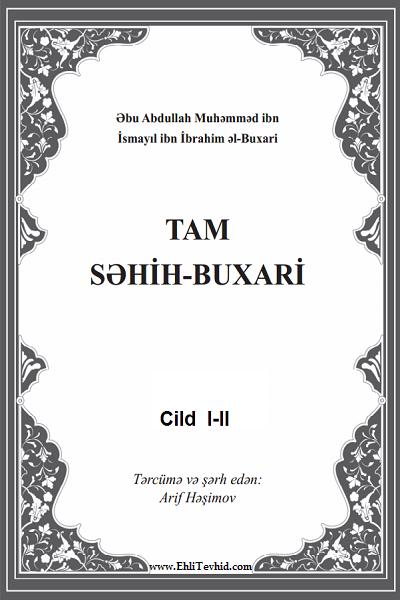 Əbu Abdullah Muhəmməd ibn
İsmayıl ibn İbrahim əl-Buxari
TAM
SƏHİH-BUXARİ
Cild I-II
Tərcümə və şərh edən:
Arif Həşimov
www.EhliTevhid.com